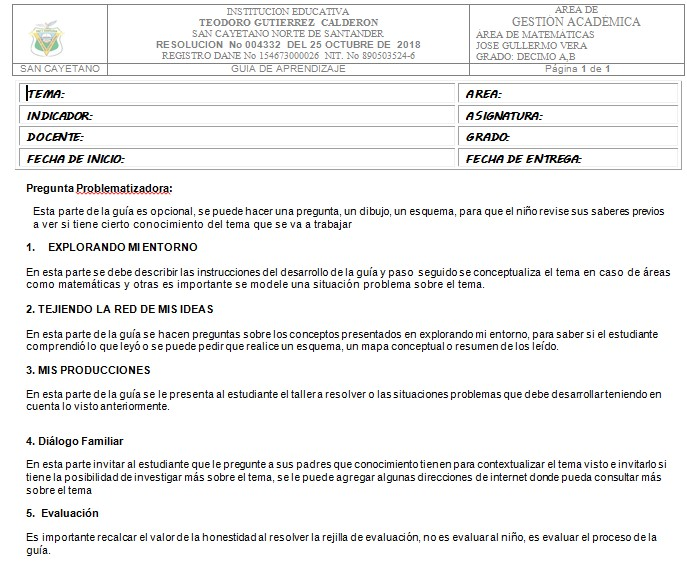 INSTITUCION EDUCATIVA
TEODORO GUTIERREZ CALDERON
SAN CAYETANO NORTE DE SANTANDER
RESOLUCION No 004332 DEL 25 OCTUBRE DE 2018
REGISTRO DANE No 154673000026 NIT. No 890503524-6
AREA DE
GESTIÓN ACADÉMICA
ÁREA DE MATEMÁTICAS
JOSE GULLERMO VERA
GRADO: DECIMO A,B
SAN CAYETANO
GUIA DE APRENDIZAJE
Página 1 de 1
TEMA:
AREA:
INDICADOR:
ASIGNATURA:
DOCENTE:
GRADO:
FECHA DE INICIO:
FECHA DE ENTREGA:
Pregunta Problematizadora:
Esta parte de la guía es opcional, se puede hacer una pregunta, un dibujo, un esquema, para que el niño revise sus saberes previos
a ver si tiene cierto conocimiento del tema que se va a trabajar
1. EXPLORANDO MI ENTORNO
En esta parte se debe describir las instrucciones del desarrollo de la guía y paso seguido se conceptualiza el tema en caso de áreas
como matemáticas y otras es importante se modele una situación problema sobre el tema.
2. TEJIENDO LA RED DE MIS IDEAS
En esta parte de la guía se hacen preguntas sobre los conceptos presentados en explorando mi entorno, para saber si el estudiante
comprendió lo que leyó o se puede pedir que realice un esquema, un mapa conceptual o resumen de los leído.
3. MIS PRODUCCIONES
En esta parte de la guía se le presenta al estudiante el taller a resolver o las situaciones problemas que debe desarrollar teniendo en
cuenta lo visto anteriormente.
4. Diálogo Familiar
En esta parte invitar al estudiante que le pregunte a sus padres que conocimiento tienen para contextualizar el tema visto e invitarlo si
tiene la posibilidad de investigar más sobre el tema, se le puede agregar algunas direcciones de internet donde pueda consultar más
sobre el tema
5. Evaluación
Es importante recalcar el valor de la honestidad al resolver la rejilla de evaluación, no es evaluar al niño, es evaluar el proceso de la
guía.